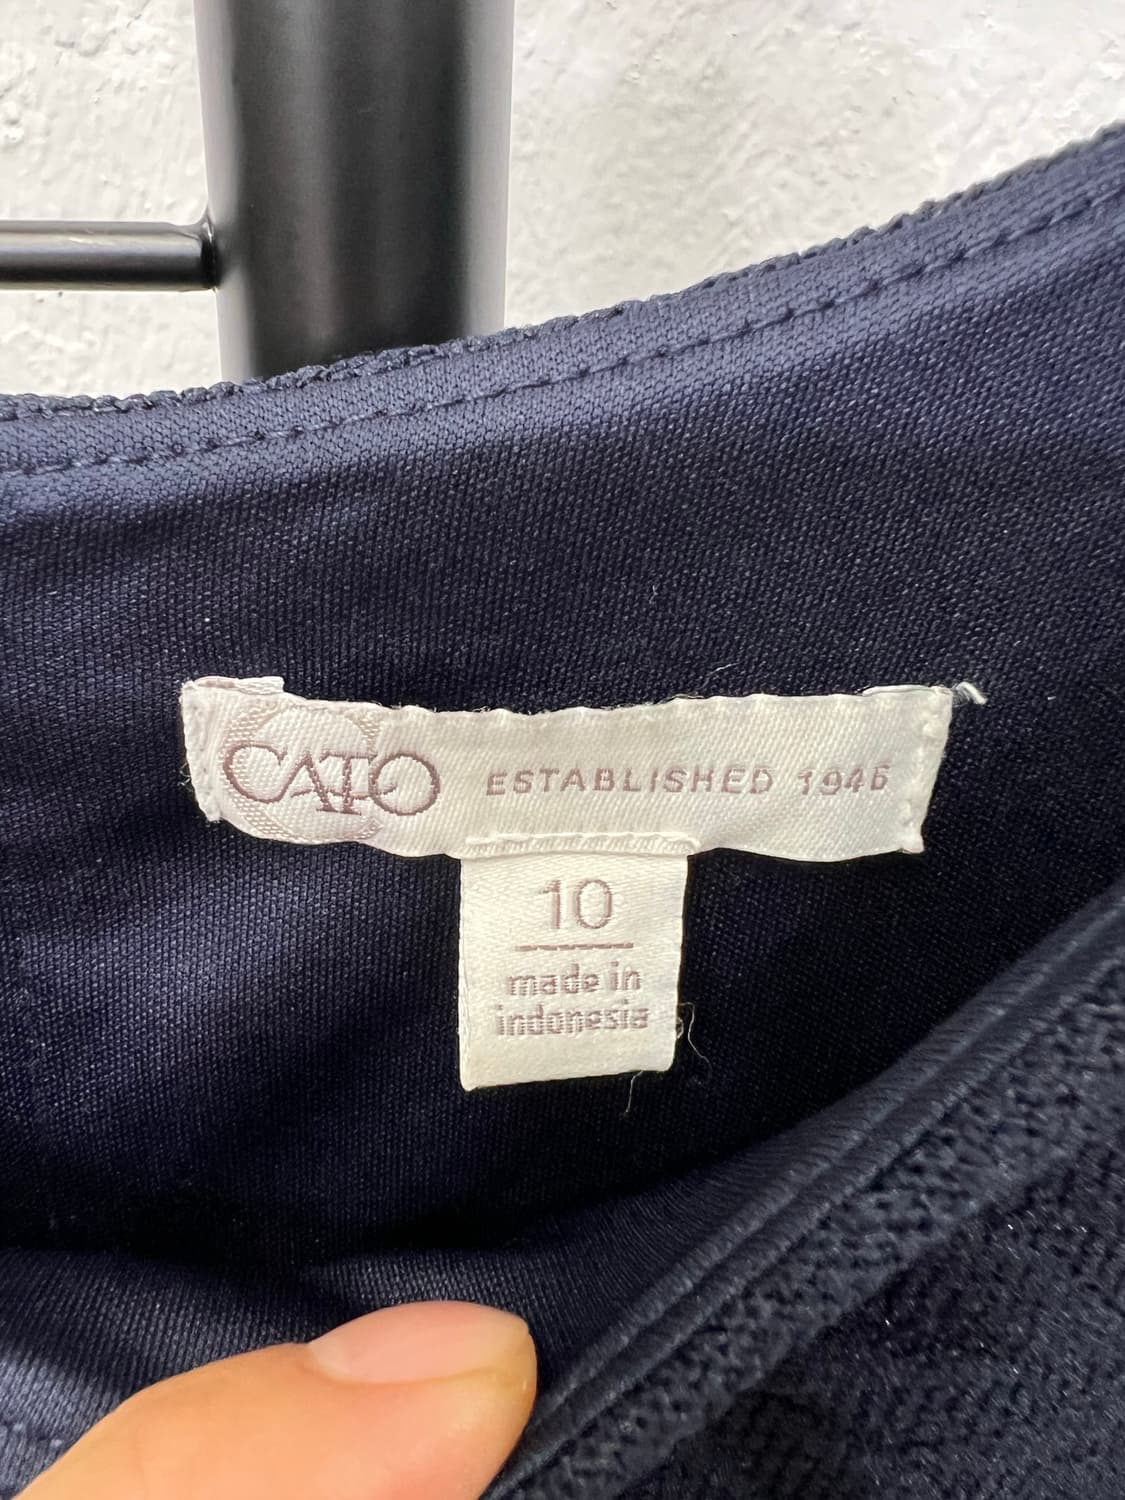 CATO ESTABLISHED 1946
10
made in
indonesia